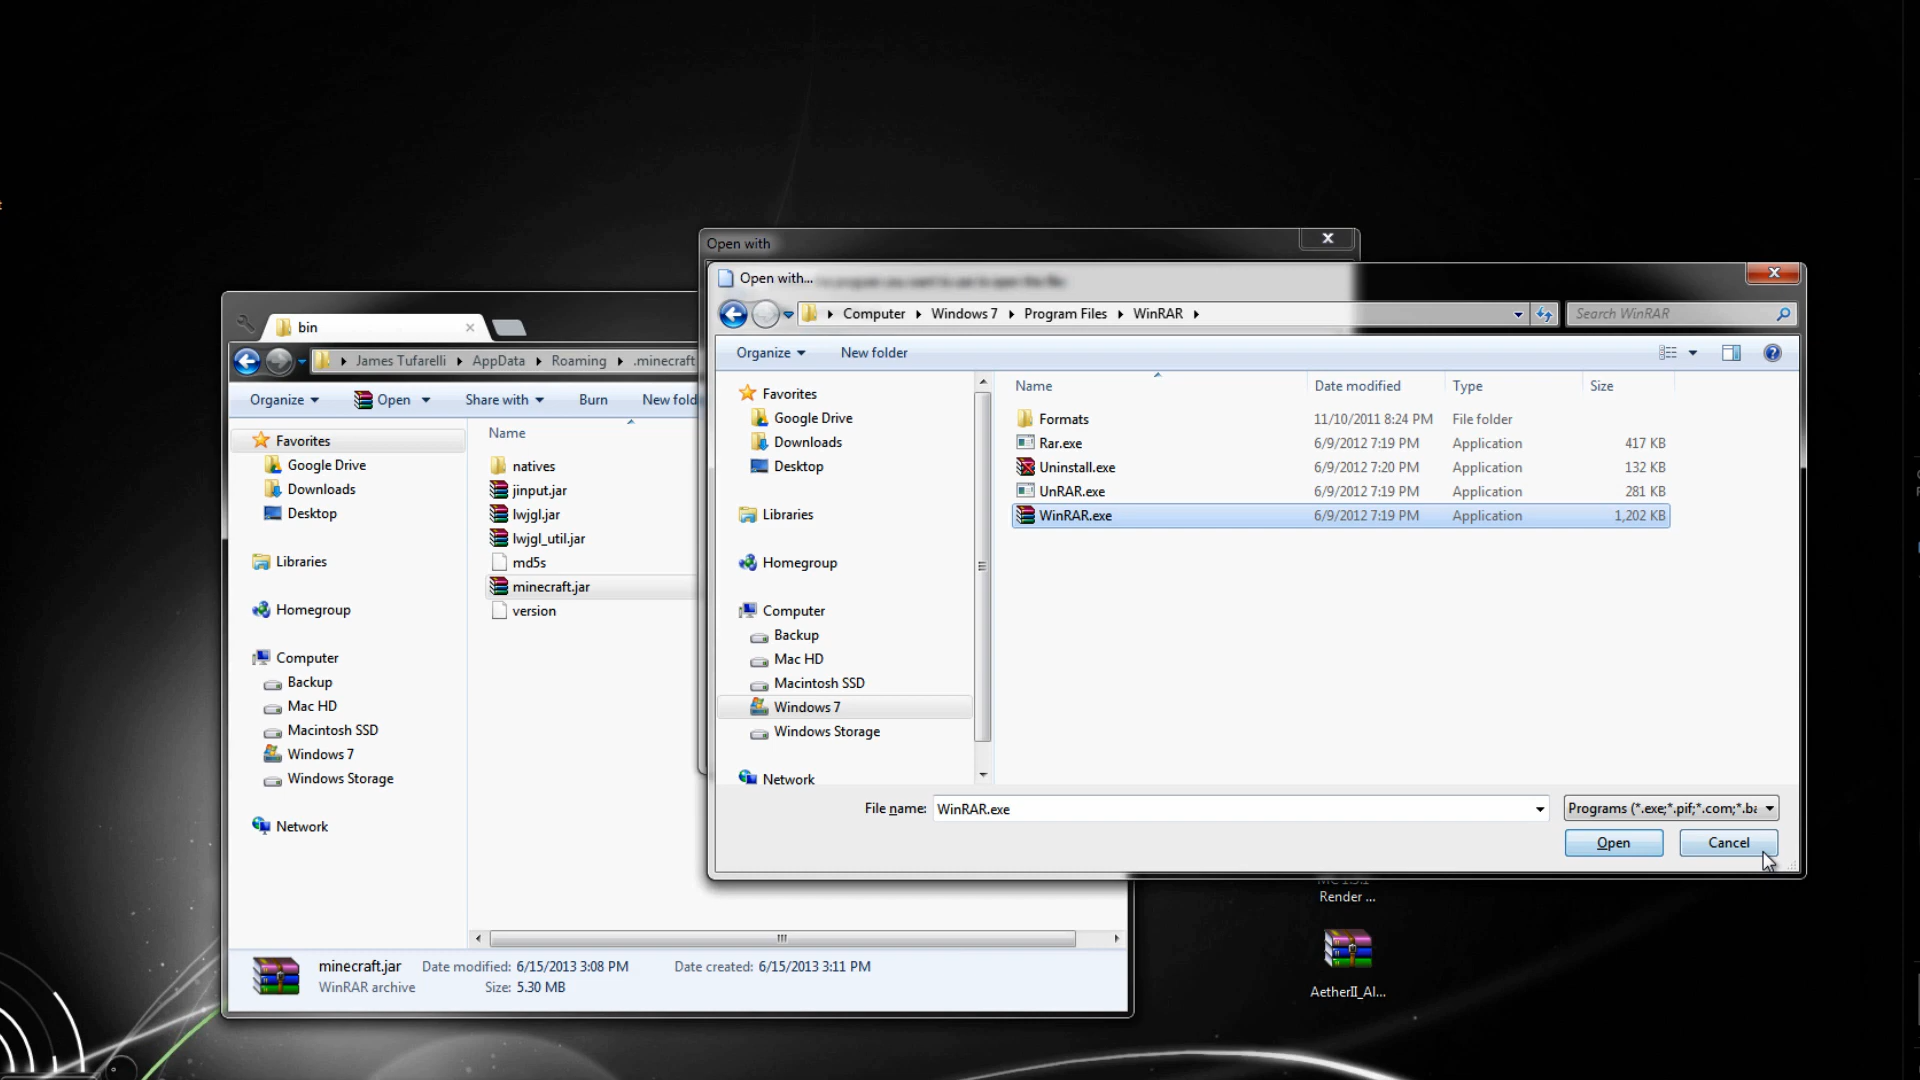 Open with
Open with...
Computer
Windows 7
Program Files
WinRAR
Search WinRAR
Organize
New folder
Favorites
Google Drive
Downloads
Desktop
Libraries
Homegroup
Computer
Backup
Mac HD
Macintosh SSD
Windows 7
Windows Storage
Network
Name
Date modified
Type
Size
Formats 11/10/2011 8:24 PM File folder
Rar.exe 6/9/2012 7:19 PM Application 417 KB
Uninstall.exe 6/9/2012 7:20 PM Application 132 KB
UnRAR.exe 6/9/2012 7:19 PM Application 281 KB
WinRAR.exe 6/9/2012 7:19 PM Application 1,202 KB
File name: WinRAR.exe
Programs (*.exe;*.pif;*.com;*.ba
Open
Cancel
bin
James Tufarelli
AppData
Roaming
.minecraft
Organize
Open
Share with
Burn
New fold
Favorites
Google Drive
Downloads
Desktop
Libraries
Homegroup
Computer
Backup
Mac HD
Macintosh SSD
Windows 7
Windows Storage
Network
Name
natives
jinput.jar
lwjgl.jar
lwjgl_util.jar
md5s
minecraft.jar
version
minecraft.jar Date modified: 6/15/2013 3:08 PM Date created: 6/15/2013 3:11 PM
WinRAR archive Size: 5.30 MB
Render ...
AetherII_Al...